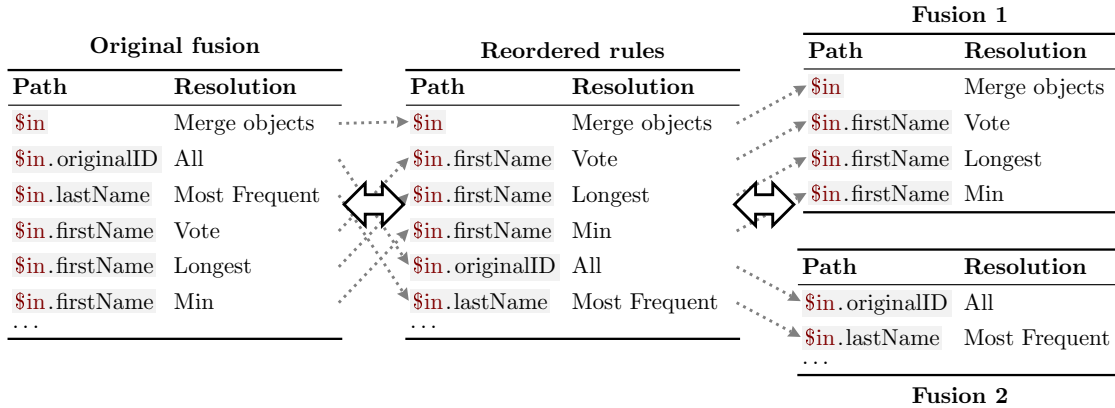 Original fusion
Path Resolution
$in Merge objects
$in.originalID All
$in.lastName Most Frequent
$in.firstName Vote
$in.firstName Longest
$in.firstName Min
...
Reordered rules
Path Resolution
$in Merge objects
$in.firstName Vote
$in.firstName Longest
$in.firstName Min
$in.originalID All
$in.lastName Most Frequent
...
Fusion 1
Path Resolution
$in Merge objects
$in.firstName Vote
$in.firstName Longest
$in.firstName Min
Path Resolution
$in.originalID All
$in.lastName Most Frequent
...
Fusion 2